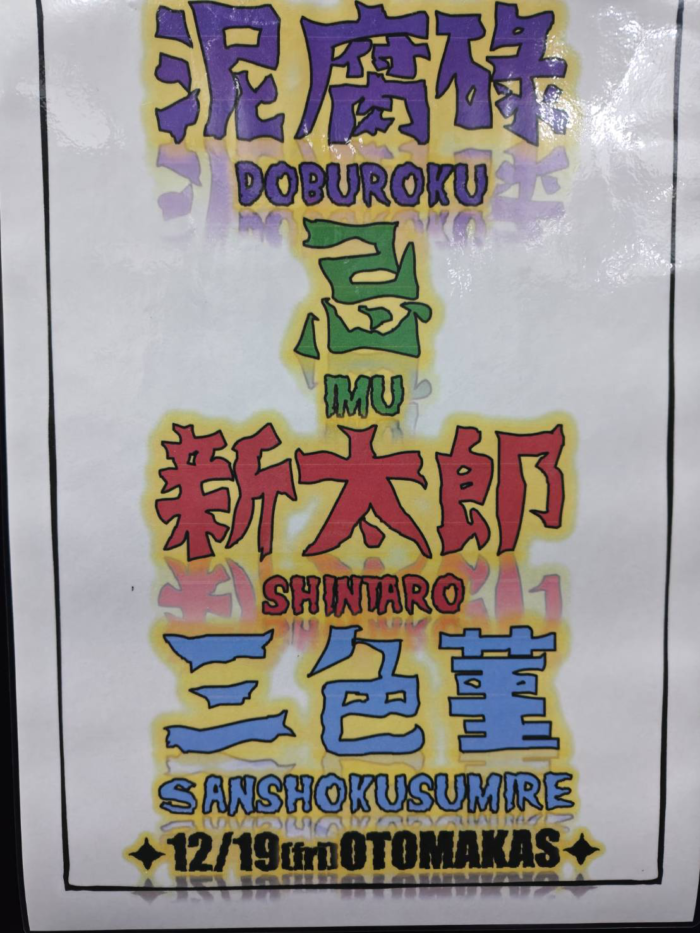 泥腐碌
DOBUROKU
忌
IMU
新太郎
SHINTARO
三色菫
SANSHOKUSUMIRE
12/19[fri]OTOMAKAS